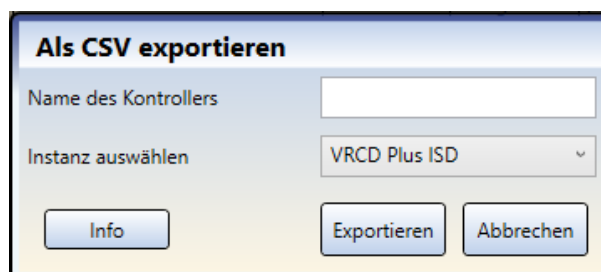 Als CSV exportieren
Name des Kontrollers
Instanz auswählen VRCD Plus ISD
Info Exportieren Abbrechen